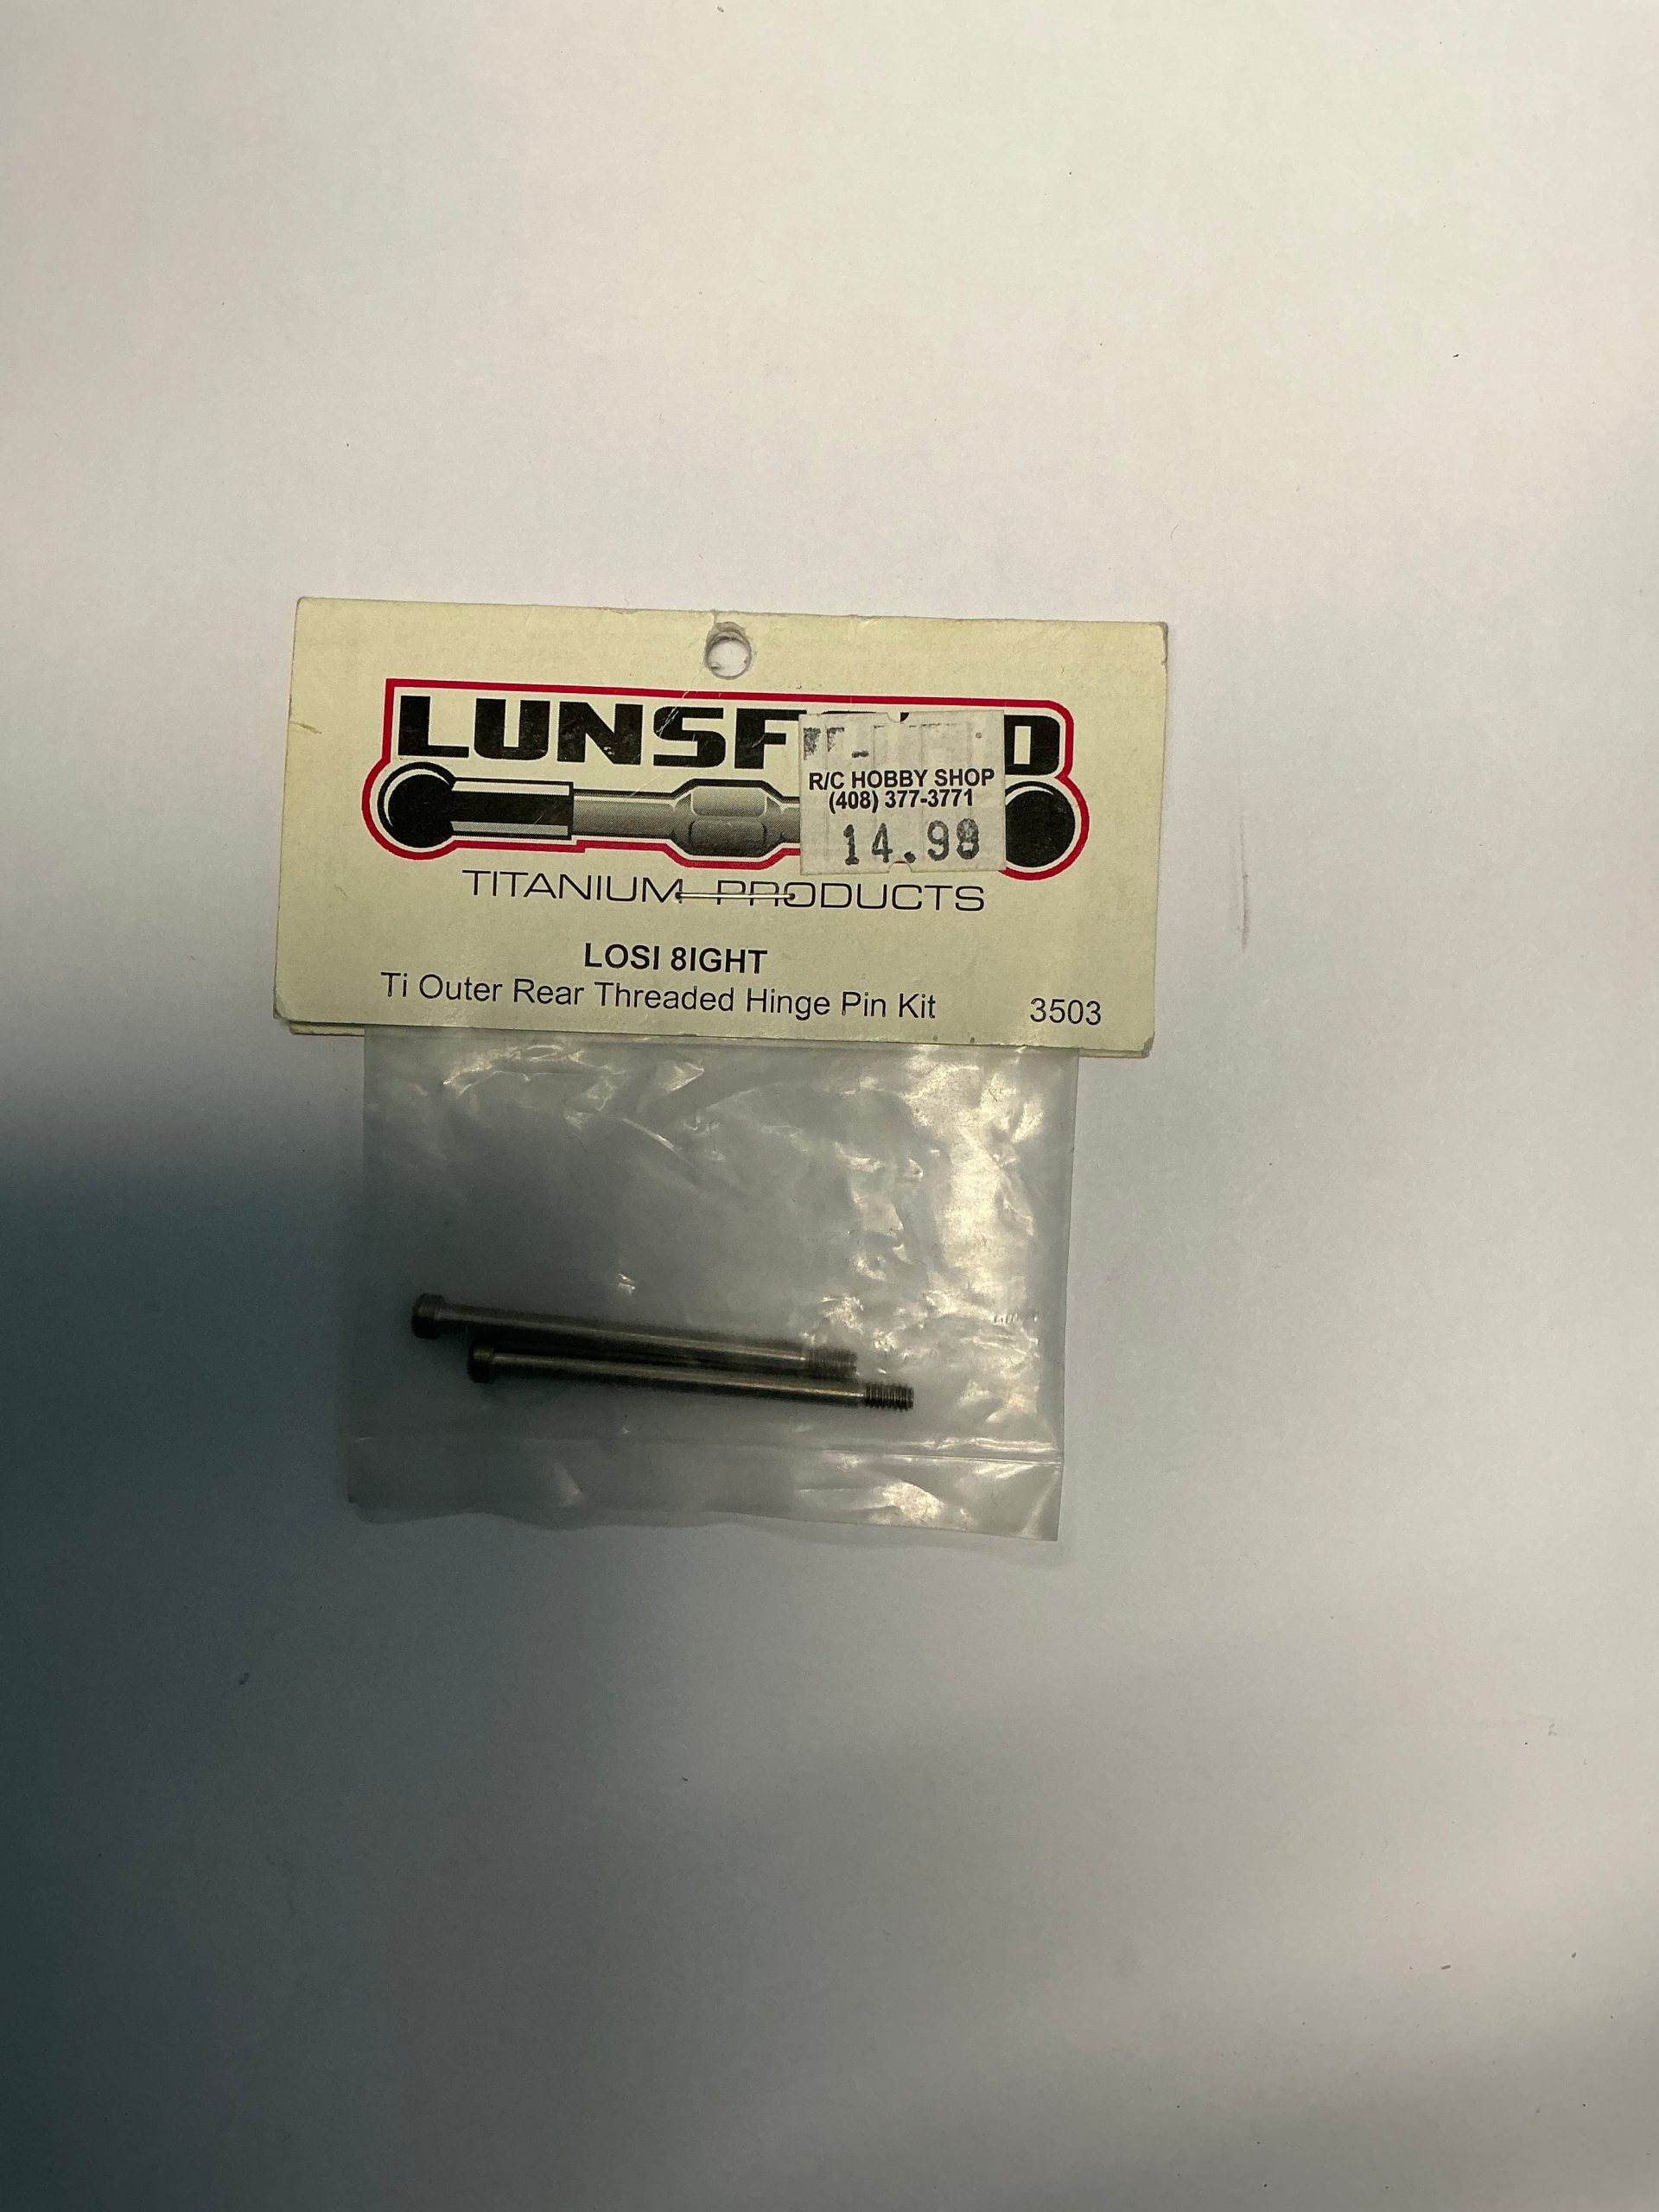 LUNSF D
R/C HOBBY SHOP
(408) 377-3771
14.98
TITANIUM PRODUCTS
LOSI 8IGHT
Ti Outer Rear Threaded Hinge Pin Kit 3503